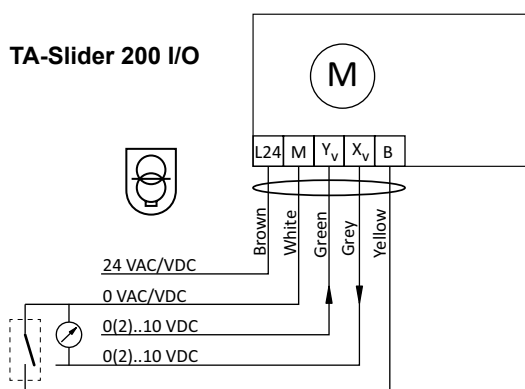 TA-Slider 200 I/O
M
L24 M Yv Xv B
Brown
White
Green
Grey
Yellow
24 VAC/VDC
0 VAC/VDC
0(2)..10 VDC
0(2)..10 VDC